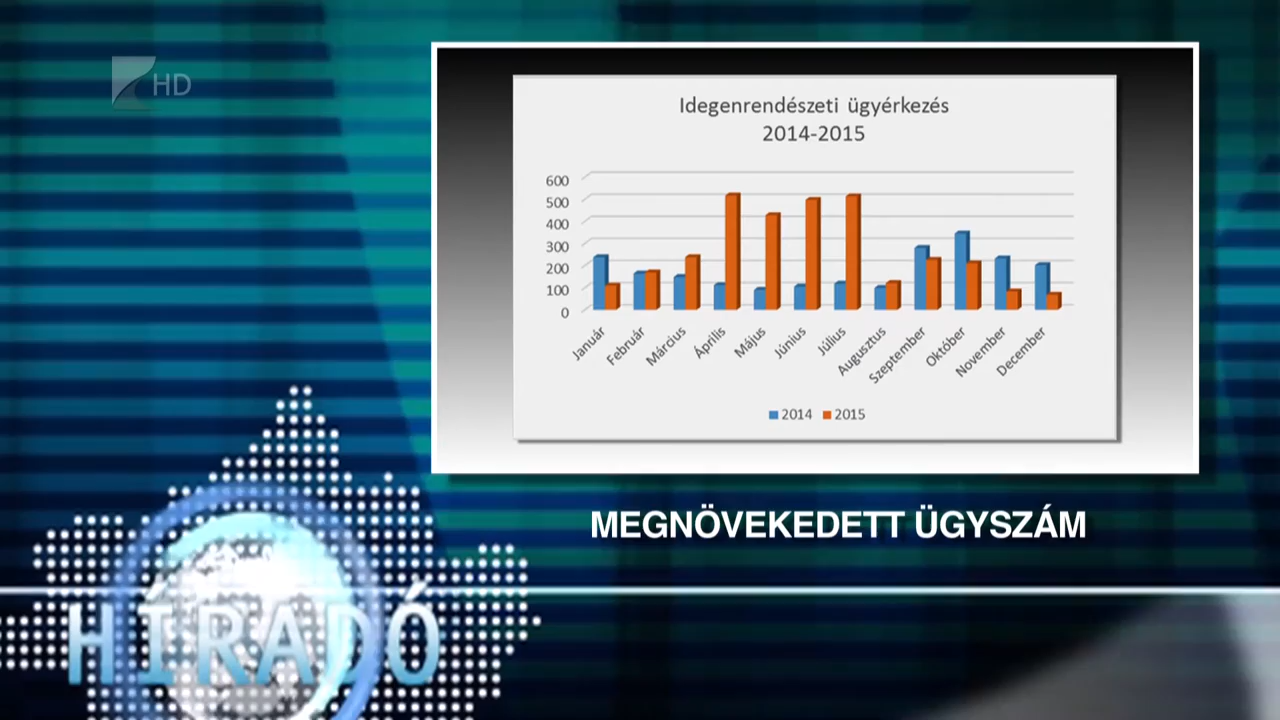 HD
Idegenrendészeti ügyérkezés
2014-2015
600
500
400
300
200
100
0
Január
Február
Március
Április
Május
Június
Július
Augusztus
Szeptember
Október
November
December
2014 2015
MEGNÖVEKEDETT ÜGYSZÁM
HÍRADÓ